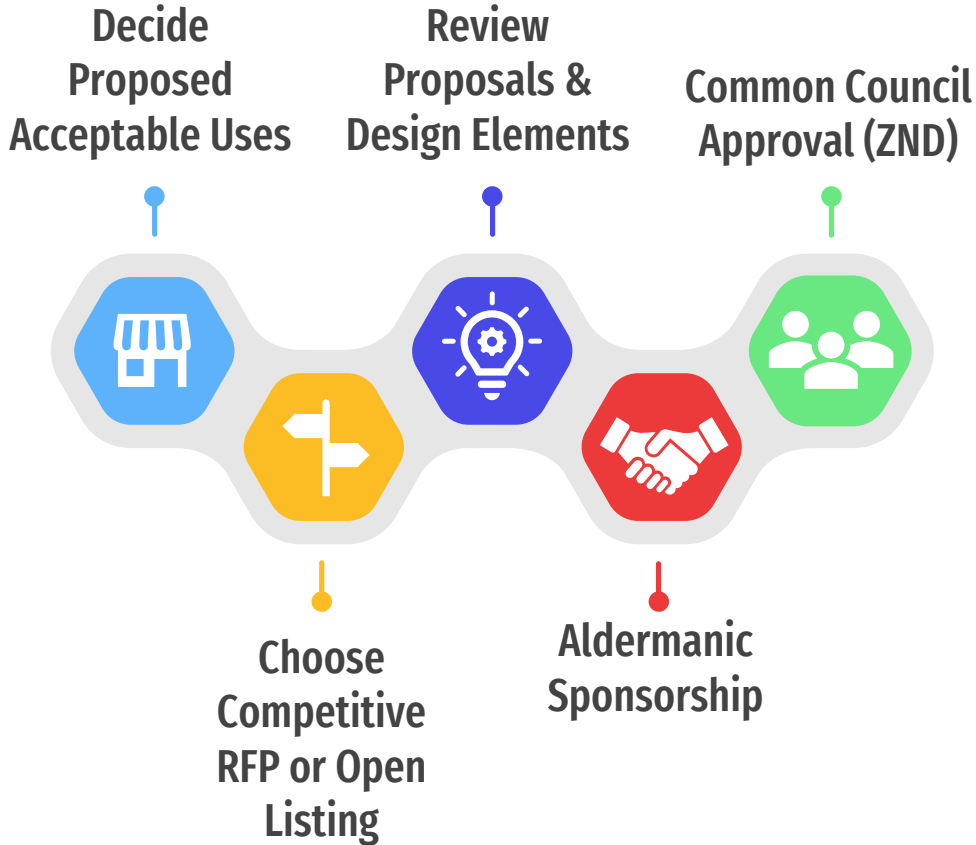 Decide
Proposed
Acceptable Uses
Choose
Competitive
RFP or Open
Listing
Review
Proposals &
Design Elements
Aldermanic
Sponsorship
Common Council
Approval (ZND)